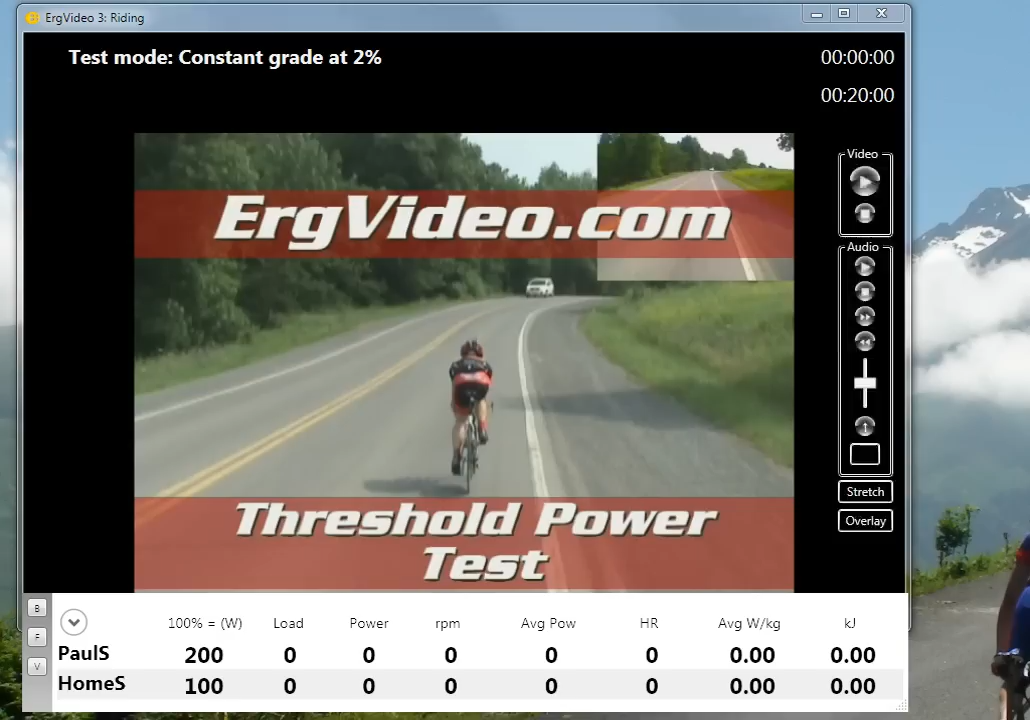 ErgVideo 3: Riding
Test mode: Constant grade at 2%
00:00:00
00:20:00
Video
ErgVideo.com
Audio
Stretch
Threshold Power
Test
Overlay
B
F
V
100% = (W) Load Power rpm Avg Pow HR Avg W/kg kJ
PaulS 200 0 0 0 0 0 0.00 0.00
HomeS 100 0 0 0 0 0 0.00 0.00